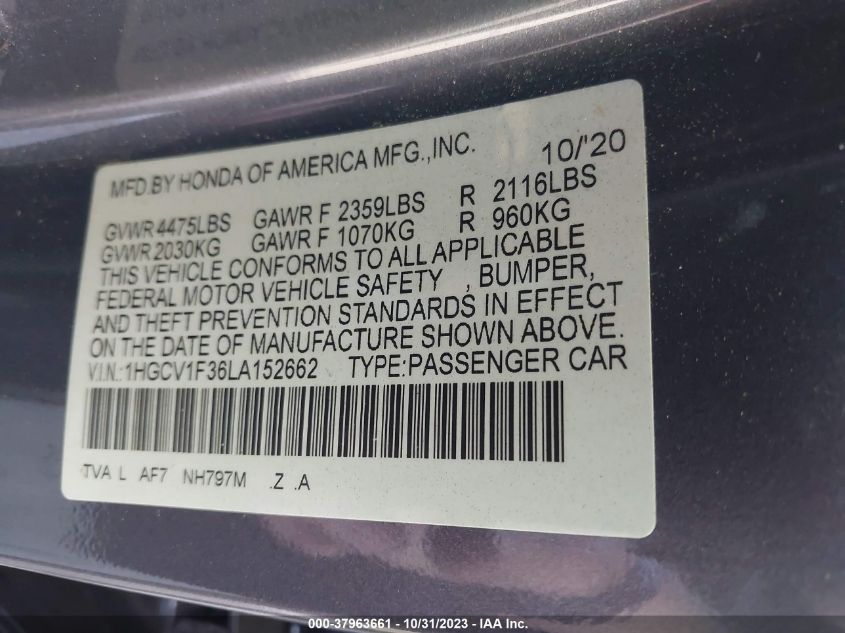 MFD.BY HONDA OF AMERICA MFG.,INC. 10/'20
GVWR 4475LBS GAWR F 2359LBS R 2116LBS
GVWR 2030KG GAWR F 1070KG R 960KG
THIS VEHICLE CONFORMS TO ALL APPLICABLE
FEDERAL MOTOR VEHICLE SAFETY , BUMPER,
AND THEFT PREVENTION STANDARDS IN EFFECT
ON THE DATE OF MANUFACTURE SHOWN ABOVE.
V.I.N.:1HGCV1F36LA152662 TYPE:PASSENGER CAR
TVA L AF7 NH797M .Z .A
000-37963661 - 10/31/2023 - IAA Inc.